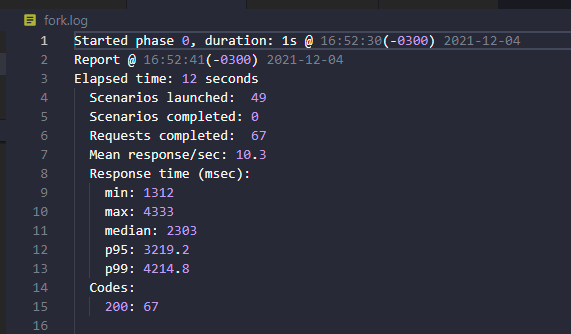 fork.log
1 Started phase 0, duration: 1s @ 16:52:30(-0300) 2021-12-04
2 Report @ 16:52:41(-0300) 2021-12-04
3 Elapsed time: 12 seconds
4 Scenarios launched:  49
5 Scenarios completed: 0
6 Requests completed:  67
7 Mean response/sec: 10.3
8 Response time (msec):
9 min: 1312
10 max: 4333
11 median: 2303
12 p95: 3219.2
13 p99: 4214.8
14 Codes:
15 200: 67
16